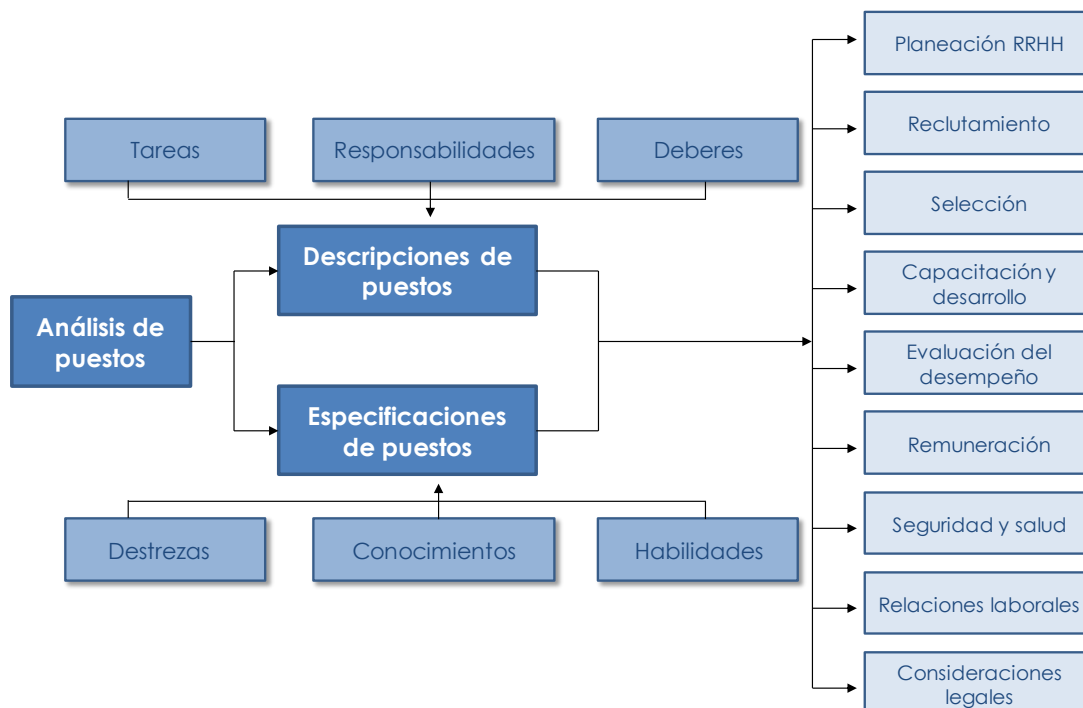 Tareas
Responsabilidades
Deberes
Análisis de
puestos
Descripciones de
puestos
Especificaciones
de puestos
Destrezas
Conocimientos
Habilidades
Planeación RRHH
Reclutamiento
Selección
Capacitación y
desarrollo
Evaluación del
desempeño
Remuneración
Seguridad y salud
Relaciones laborales
Consideraciones
legales